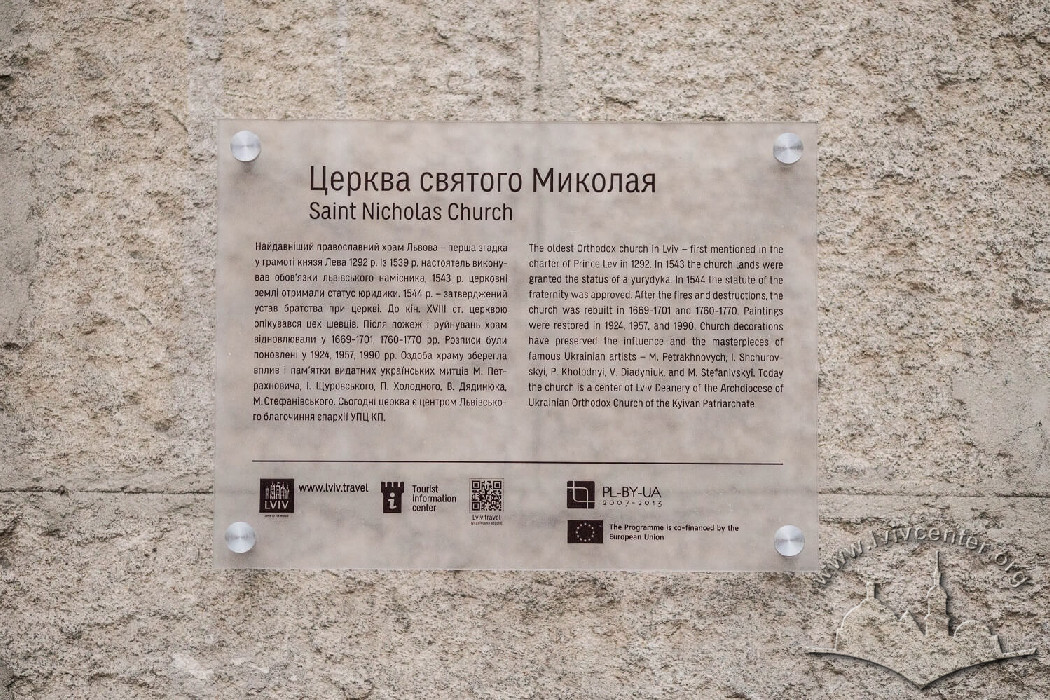 Церква святого Миколая
Saint Nicholas Church
Найдавніший православний храм Львова – перша згадка
у грамоті князя Лева 1292 р. Із 1539 р. настоятель викону-
вав обов'язки львівського намісника. 1543 р. церковні
землі отримали статус юридики. 1544 р. – затверджений
устав братства при церкві. До кін. XVIII ст. церквою
опікувався цех шевців. Після пожеж і руйнувань храм
відновлювали у 1669-1701, 1760-1770 рр. Розписи були
поновлені у 1924, 1957, 1990 рр. Оздоба храму зберегла
вплив і пам'ятки видатних українських митців М. Пет-
рахновича, І. Щуровського, П. Холодного, В. Дядинюка,
М. Стефанівського. Сьогодні церква є центром Львівсько-
го благочиння епархії УПЦ КП.
The oldest Orthodox church in Lviv – first mentioned in the
charter of Prince Lev in 1292. In 1543 the church lands were
granted the status of a yurydyka. In 1544 the statute of the
fraternity was approved. After the fires and destructions, the
church was rebuilt in 1669-1701 and 1760-1770. Paintings
were restored in 1924, 1957, and 1990. Church decorations
have preserved the influence and the masterpieces of
famous Ukrainian artists – M. Petrakhnovych, I. Shchurov-
skyi, P. Kholodnyi, V. Diadyniuk, and M. Stefanivskyi. Today
the church is a center of Lviv Deanery of the Archdiocese of
Ukrainian Orthodox Church of the Kyivan Patriarchate.
LVIV
www.lviv.travel
Tourist
information
center
Lviv.travel
PL-BY-UA
2007-2013
The Programme is co-financed by the
European Union
www.lvivcenter.org